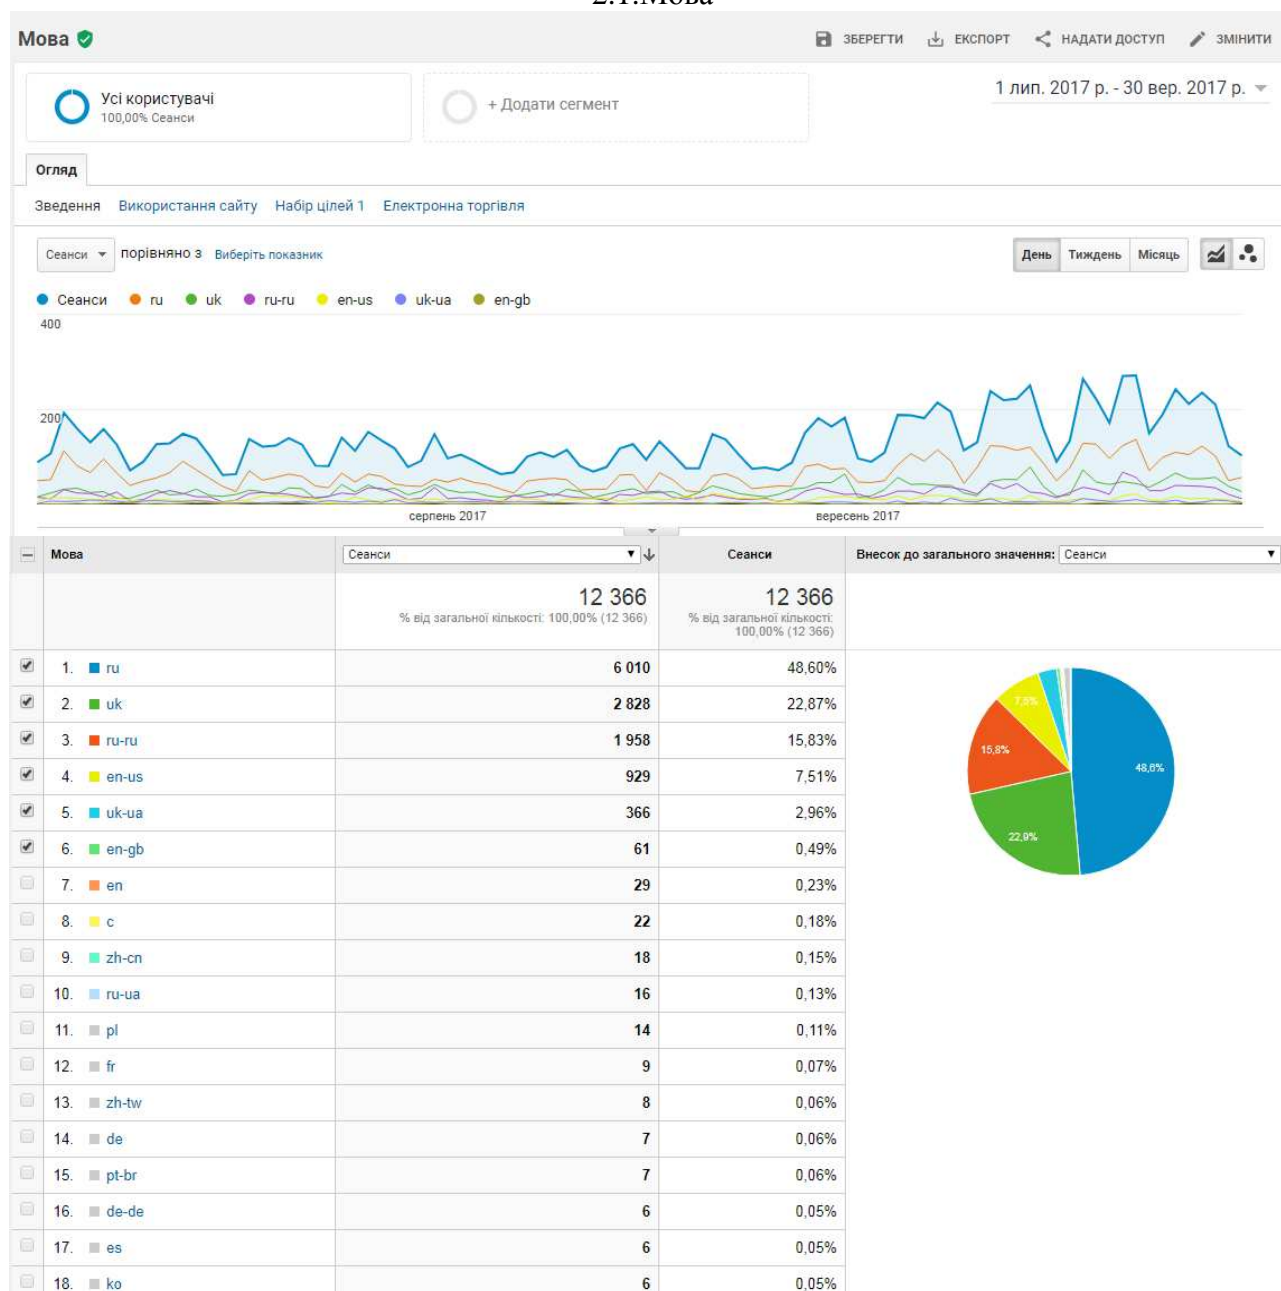 2.1.Мова
Мова
ЗБЕРЕГТИ ЕКСПОРТ НАДАТИ ДОСТУП ЗМІНИТИ
Усі користувачі
100,00% Сеанси
+ Додати сегмент
1 лип. 2017 р. - 30 вер. 2017 р.
Огляд
Зведення Використання сайту Набір цілей 1 Електронна торгівля
Сеанси порівняно з Виберіть показник
День Тиждень Місяць
Сеанси ru uk ru-ru en-us uk-ua en-gb
400
200
серпень 2017 вересень 2017
Мова Сеанси Сеанси Внесок до загального значення: Сеанси
12 366 12 366
% від загальної кількості: 100,00% (12 366) % від загальної кількості:
100,00% (12 366)
1. ru 6 010 48,60%
2. uk 2 828 22,87%
3. ru-ru 1 958 15,83%
4. en-us 929 7,51%
5. uk-ua 366 2,96%
6. en-gb 61 0,49%
7. en 29 0,23%
8. c 22 0,18%
9. zh-cn 18 0,15%
10. ru-ua 16 0,13%
11. pl 14 0,11%
12. fr 9 0,07%
13. zh-tw 8 0,06%
14. de 7 0,06%
15. pt-br 7 0,06%
16. de-de 6 0,05%
17. es 6 0,05%
18. ko 6 0,05%
7,5%
15,8%
48,6%
22,9%